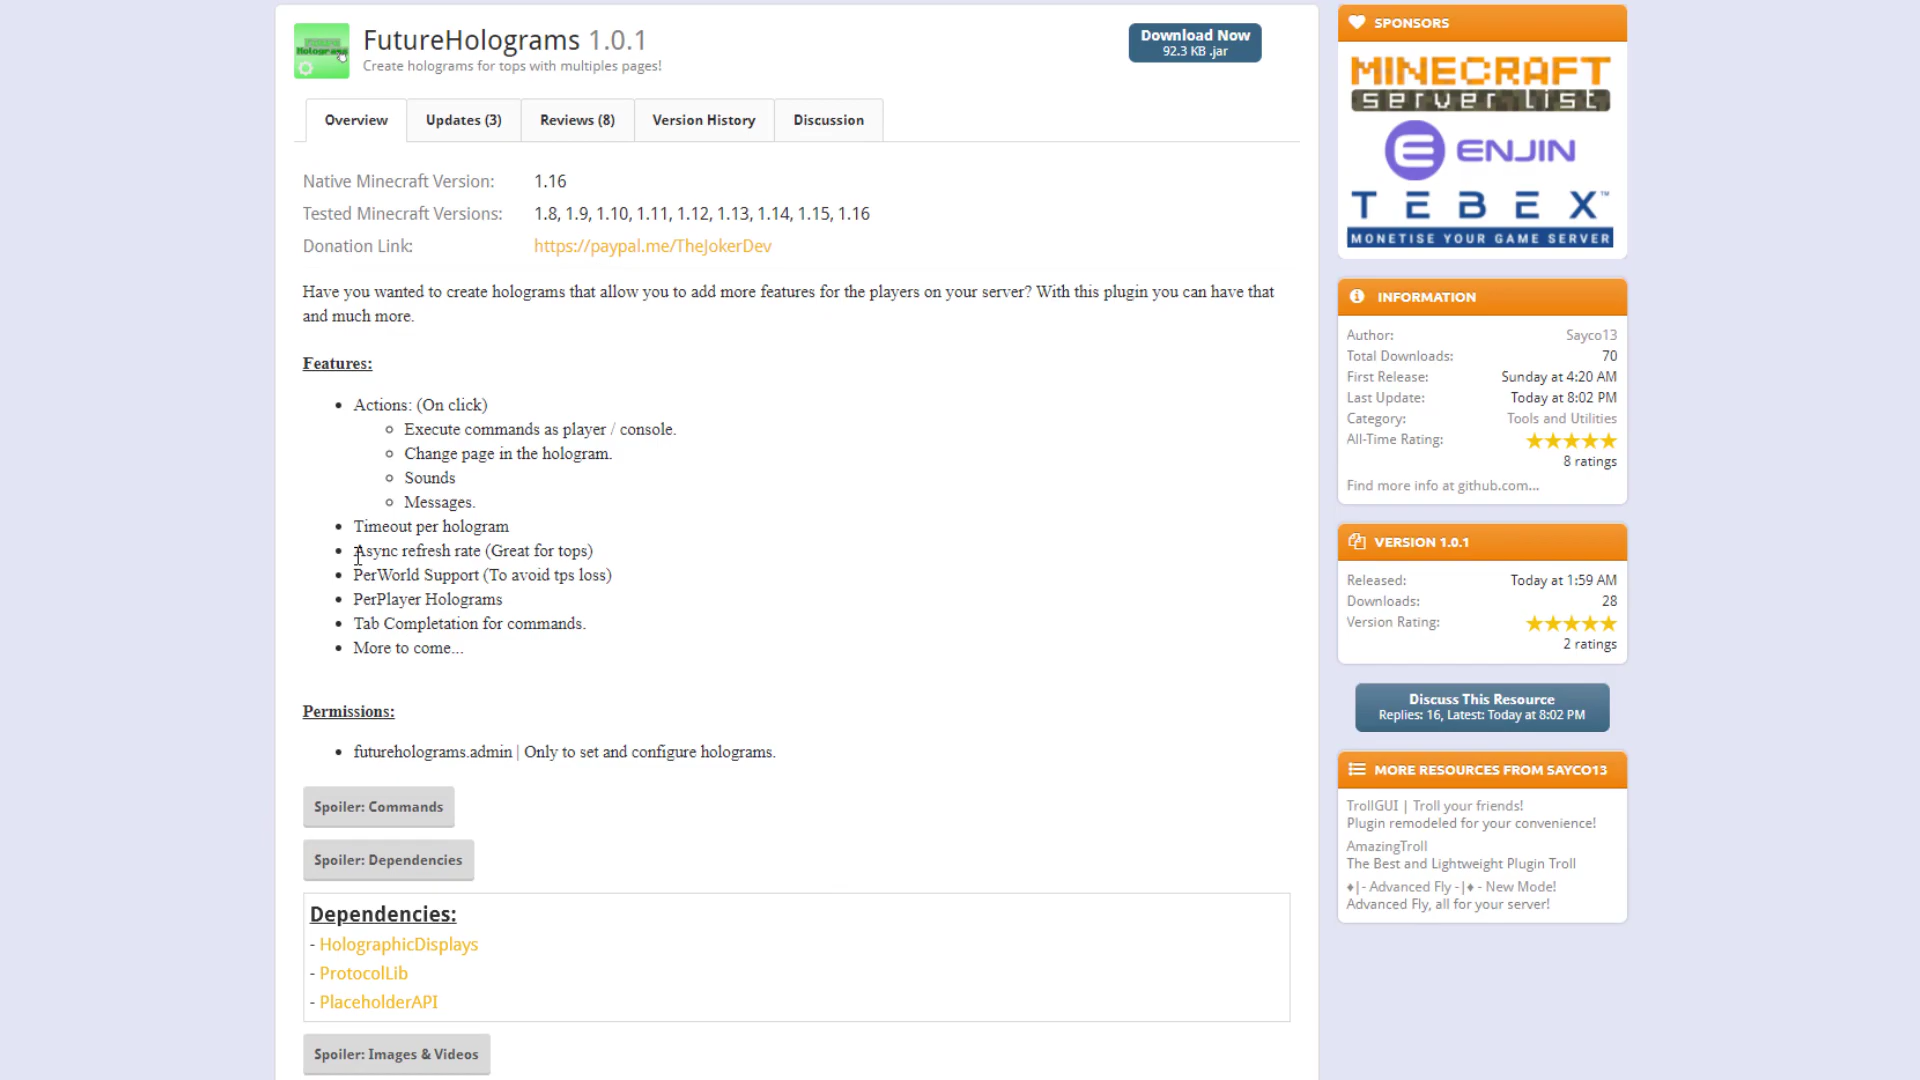 FutureHolograms 1.0.1
Create holograms for tops with multiples pages!
Download Now
92.3 KB .jar
Overview
Updates (3)
Reviews (8)
Version History
Discussion
Native Minecraft Version: 1.16
Tested Minecraft Versions: 1.8, 1.9, 1.10, 1.11, 1.12, 1.13, 1.14, 1.15, 1.16
Donation Link: https://paypal.me/TheJokerDev
Have you wanted to create holograms that allow you to add more features for the players on your server? With this plugin you can have that
and much more.
Features:
Actions: (On click)
Execute commands as player / console.
Change page in the hologram.
Sounds
Messages.
Timeout per hologram
Async refresh rate (Great for tops)
PerWorld Support (To avoid tps loss)
PerPlayer Holograms
Tab Completation for commands.
More to come...
Permissions:
futureholograms.admin | Only to set and configure holograms.
Spoiler: Commands
Spoiler: Dependencies
Dependencies:
- HolographicDisplays
- ProtocolLib
- PlaceholderAPI
Spoiler: Images & Videos
SPONSORS
MINECRAFT
server list
ENJIN
TEBEX™
MONETISE YOUR GAME SERVER
INFORMATION
Author: Sayco13
Total Downloads: 70
First Release: Sunday at 4:20 AM
Last Update: Today at 8:02 PM
Category: Tools and Utilities
All-Time Rating:
8 ratings
Find more info at github.com...
VERSION 1.0.1
Released: Today at 1:59 AM
Downloads: 28
Version Rating:
2 ratings
Discuss This Resource
Replies: 16, Latest: Today at 8:02 PM
MORE RESOURCES FROM SAYCO13
TrollGUI | Troll your friends!
Plugin remodeled for your convenience!
AmazingTroll
The Best and Lightweight Plugin Troll
♦|- Advanced Fly -|♦ - New Mode!
Advanced Fly, all for your server!